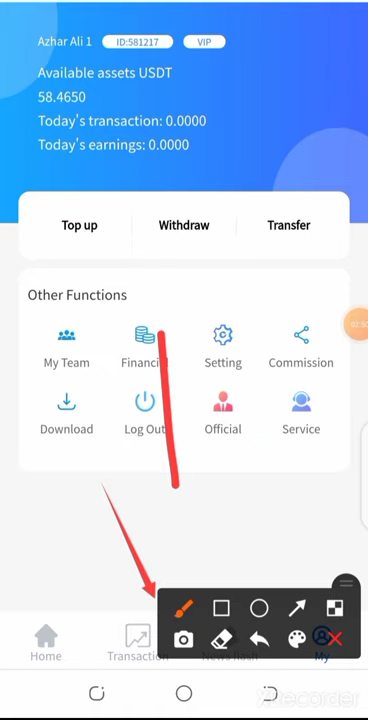 Azhar Ali 1 ID:581217 VIP
Available assets USDT
58.4650
Today's transaction: 0.0000
Today's earnings: 0.0000
Top up Withdraw Transfer
Other Functions
My Team Financial Setting Commission
Download Log Out Official Service
Home Transaction News flash My
XRecorder